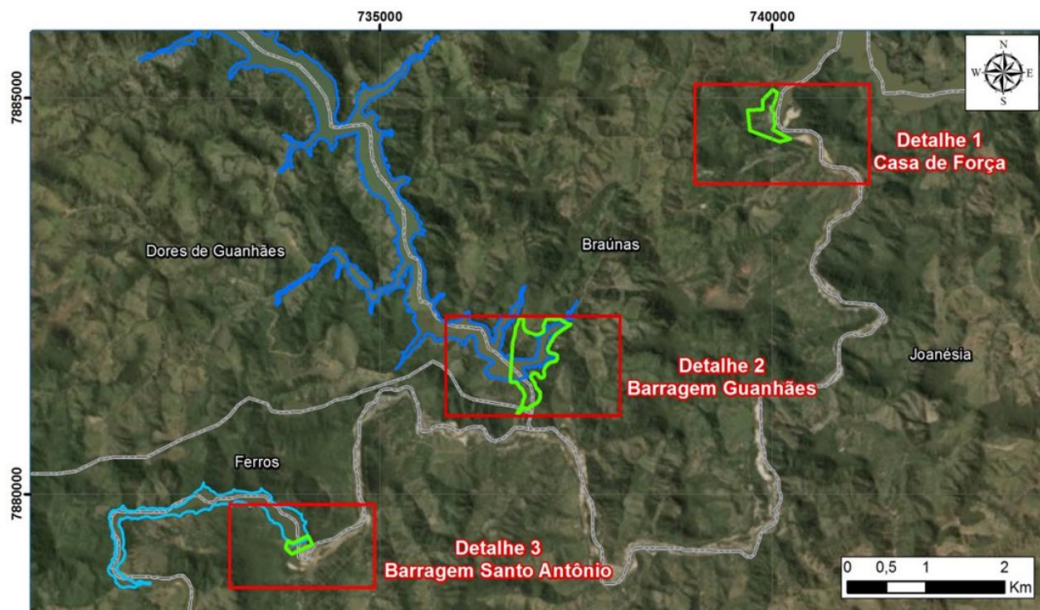 735000
740000
7885000
N
W
E
S
Detalhe 1
Casa de Força
Dores de Guanhães
Braúnas
Detalhe 2
Barragem Guanhães
Joanésia
Ferros
7880000
Detalhe 3
Barragem Santo Antônio
0 0,5 1 2
Km